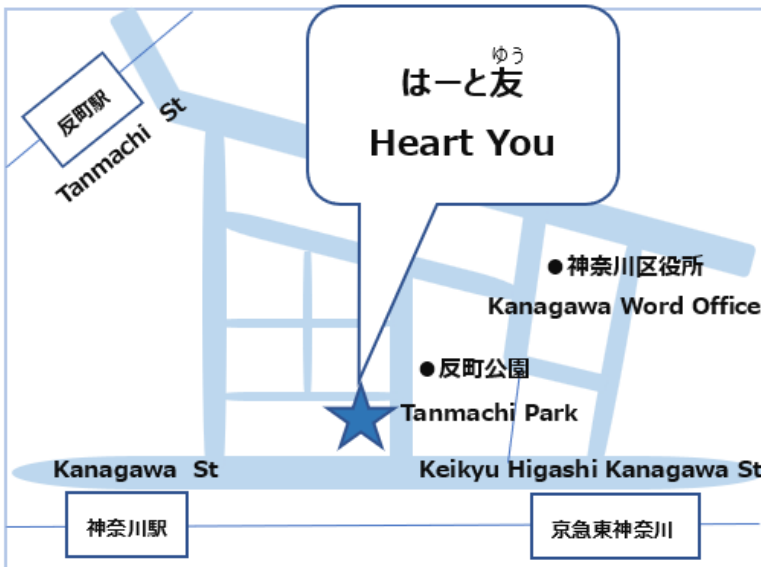 ゆう
はーと友
Heart You
反町駅
Tanmachi St
●神奈川区役所
Kanagawa Word Office
●反町公園
Tanmachi Park
Kanagawa St
Keikyu Higashi Kanagawa St
神奈川駅
京急東神奈川